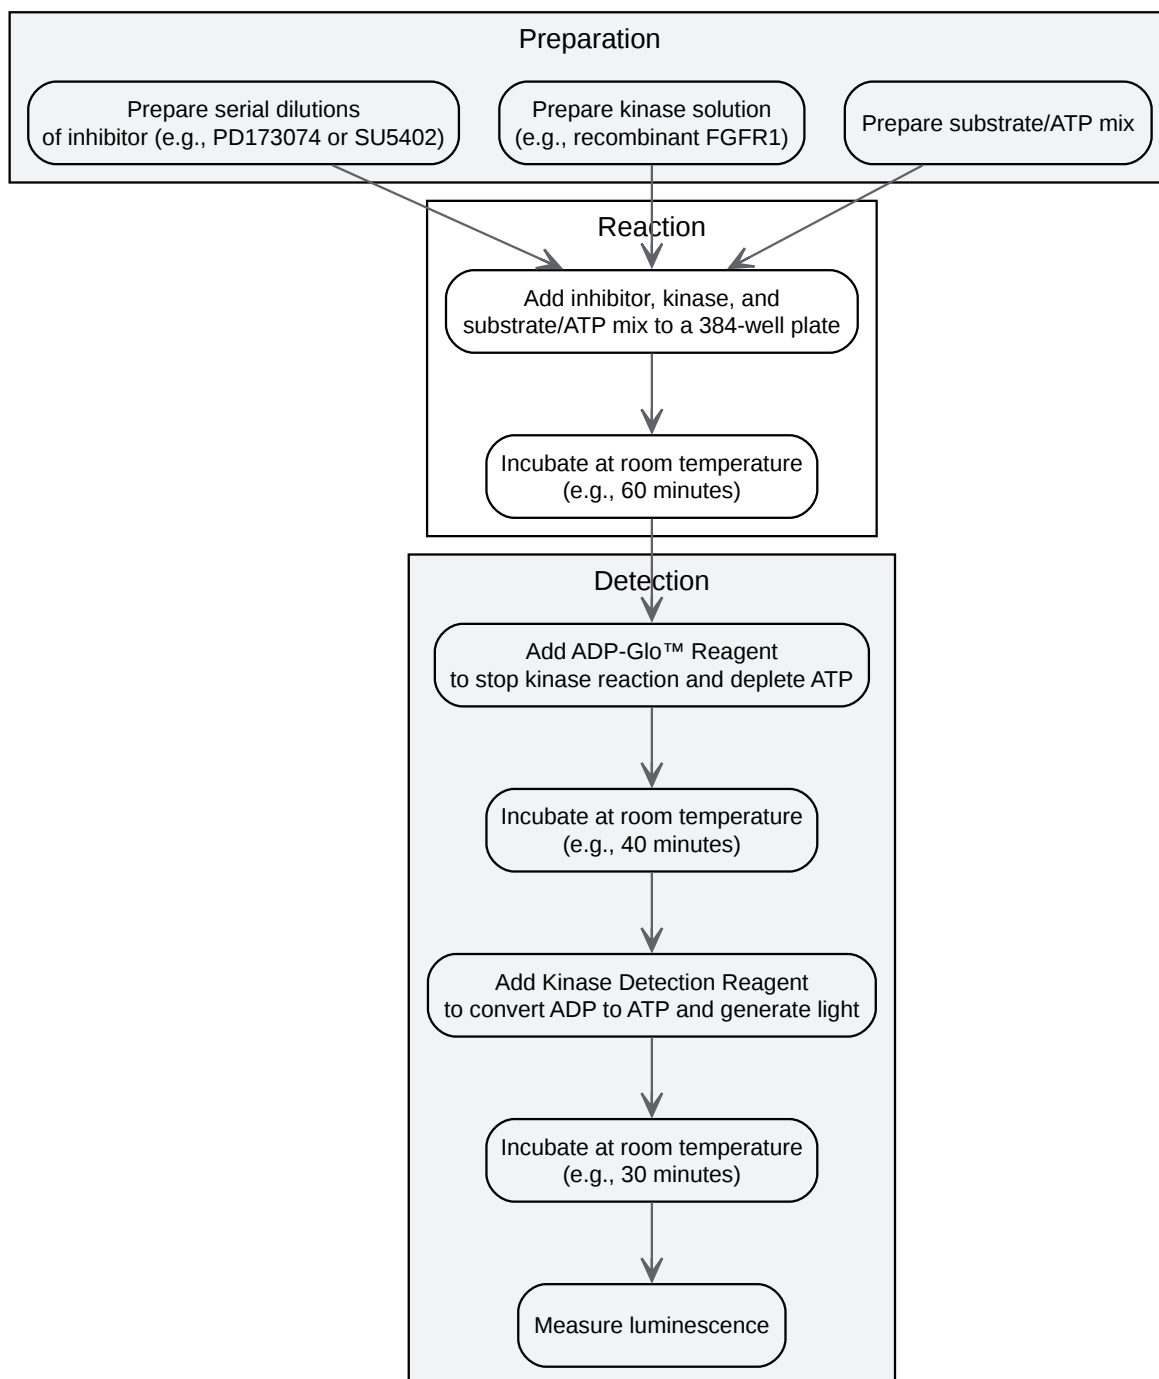 Preparation
Prepare serial dilutions
of inhibitor (e.g., PD173074 or SU5402)
Prepare kinase solution
(e.g., recombinant FGFR1)
Prepare substrate/ATP mix
Reaction
Add inhibitor, kinase, and
substrate/ATP mix to a 384-well plate
Incubate at room temperature
(e.g., 60 minutes)
Detection
Add ADP-Glo™ Reagent
to stop kinase reaction and deplete ATP
Incubate at room temperature
(e.g., 40 minutes)
Add Kinase Detection Reagent
to convert ADP to ATP and generate light
Incubate at room temperature
(e.g., 30 minutes)
Measure luminescence